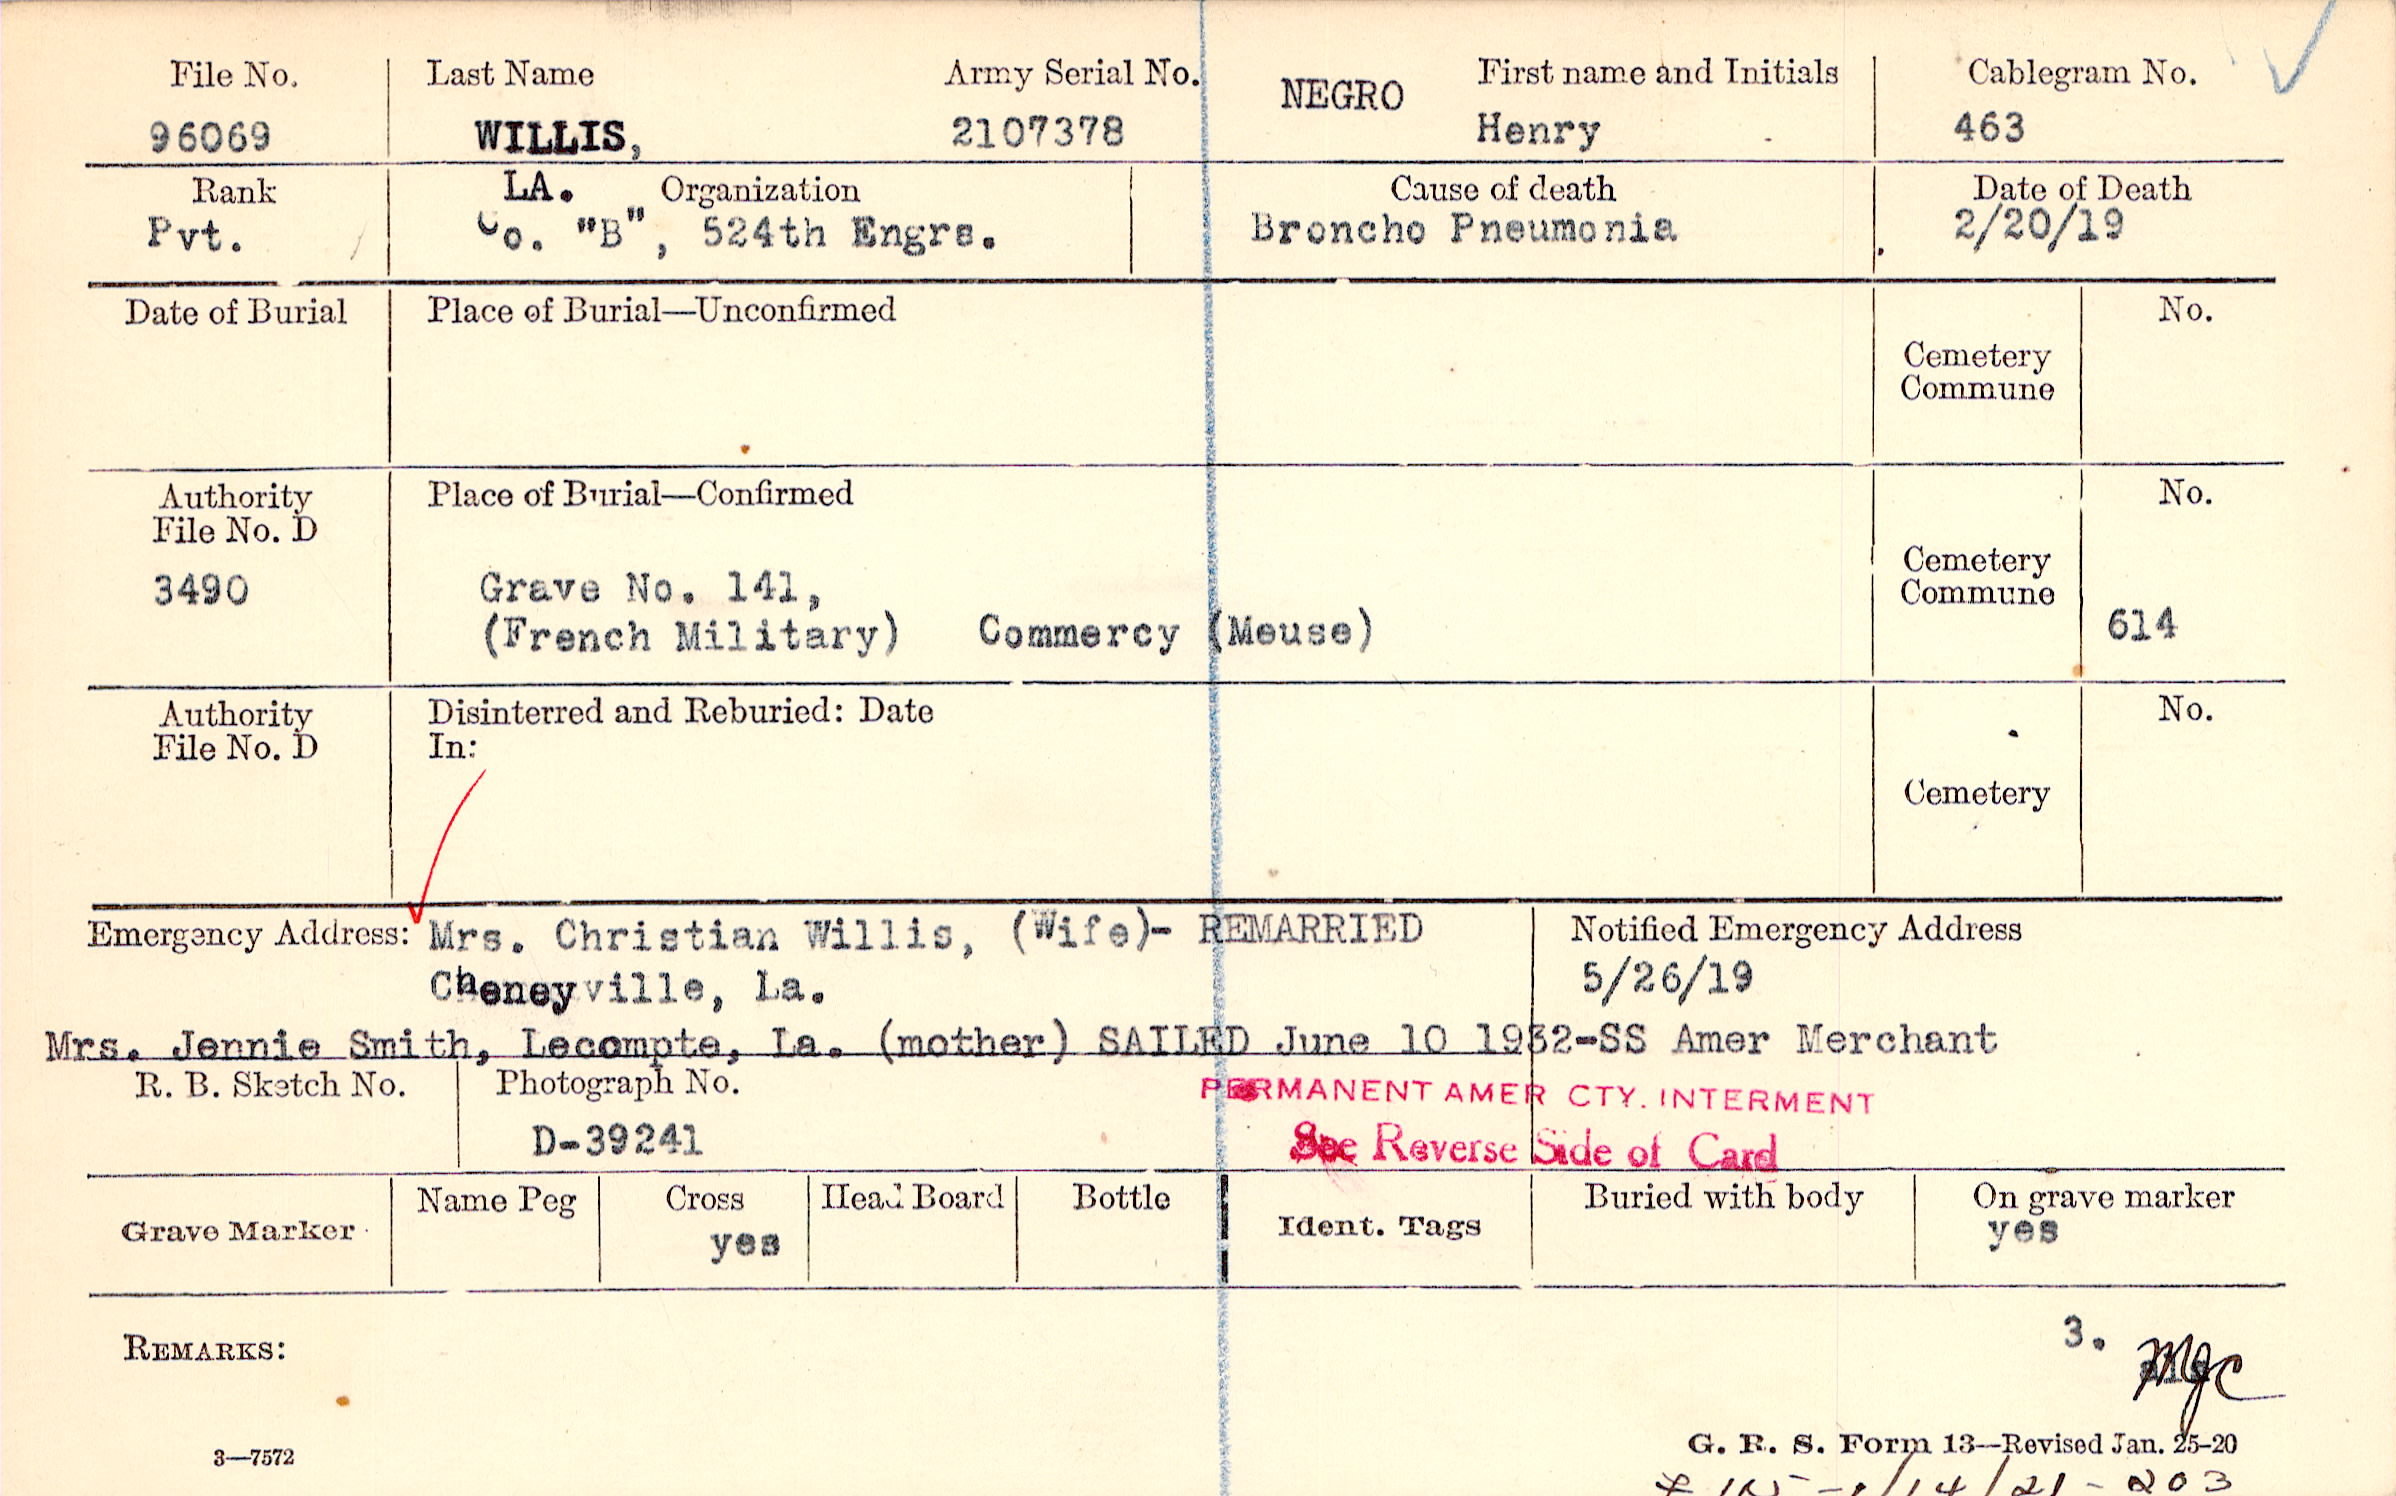 File No. Last Name Army Serial No. NEGRO First name and Initials Cablegram No.
96069 WILLIS, 2107378 Henry 463
Rank LA. Organization Cause of death Date of Death
Pvt. Co. "B", 524th Engrs. Broncho Pneumonia 2/20/19
Date of Burial Place of Burial—Unconfirmed No.
Cemetery
Commune
Authority Place of Burial—Confirmed No.
File No. D
Cemetery
3490 Grave No. 141, Commune
(French Military) Commercy (Meuse) 614
Authority Disinterred and Reburied: Date No.
File No. D In:
Cemetery
Emergency Address: Mrs. Christian Willis, (Wife)- REMARRIED Notified Emergency Address
Cheneyville, La. 5/26/19
Mrs. Jennie Smith, Lecompte, La. (mother) SAILED June 10 1932-SS Amer Merchant
R. B. Sketch No. Photograph No. PERMANENT AMER CTY. INTERMENT
D-39241 See Reverse Side of Card
Grave Marker Name Peg Cross Head Board Bottle Ident. Tags Buried with body On grave marker
yes yes
REMARKS: 3.
MJC
3—7572 G. R. S. Form 13—Revised Jan. 25-20
/14/21-203